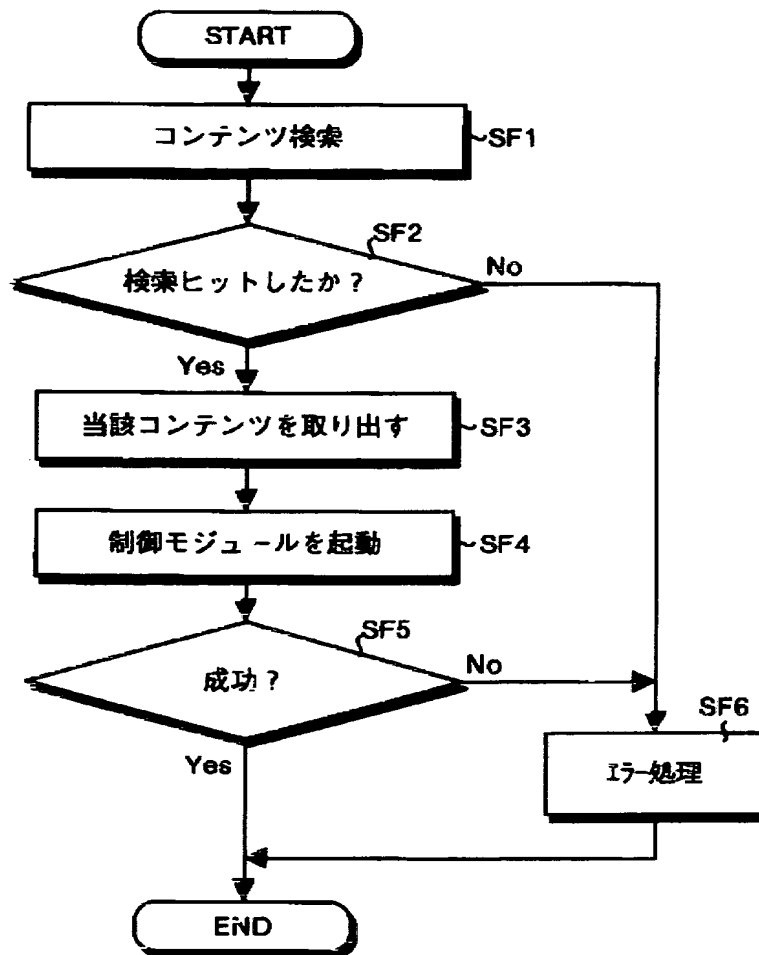 START
コンテンツ検索
SF1
SF2
検索ヒットしたか?
No
Yes
当該コンテンツを取り出す
SF3
制御モジュールを起動
SF4
SF5
成功?
No
Yes
SF6
エラー処理
END